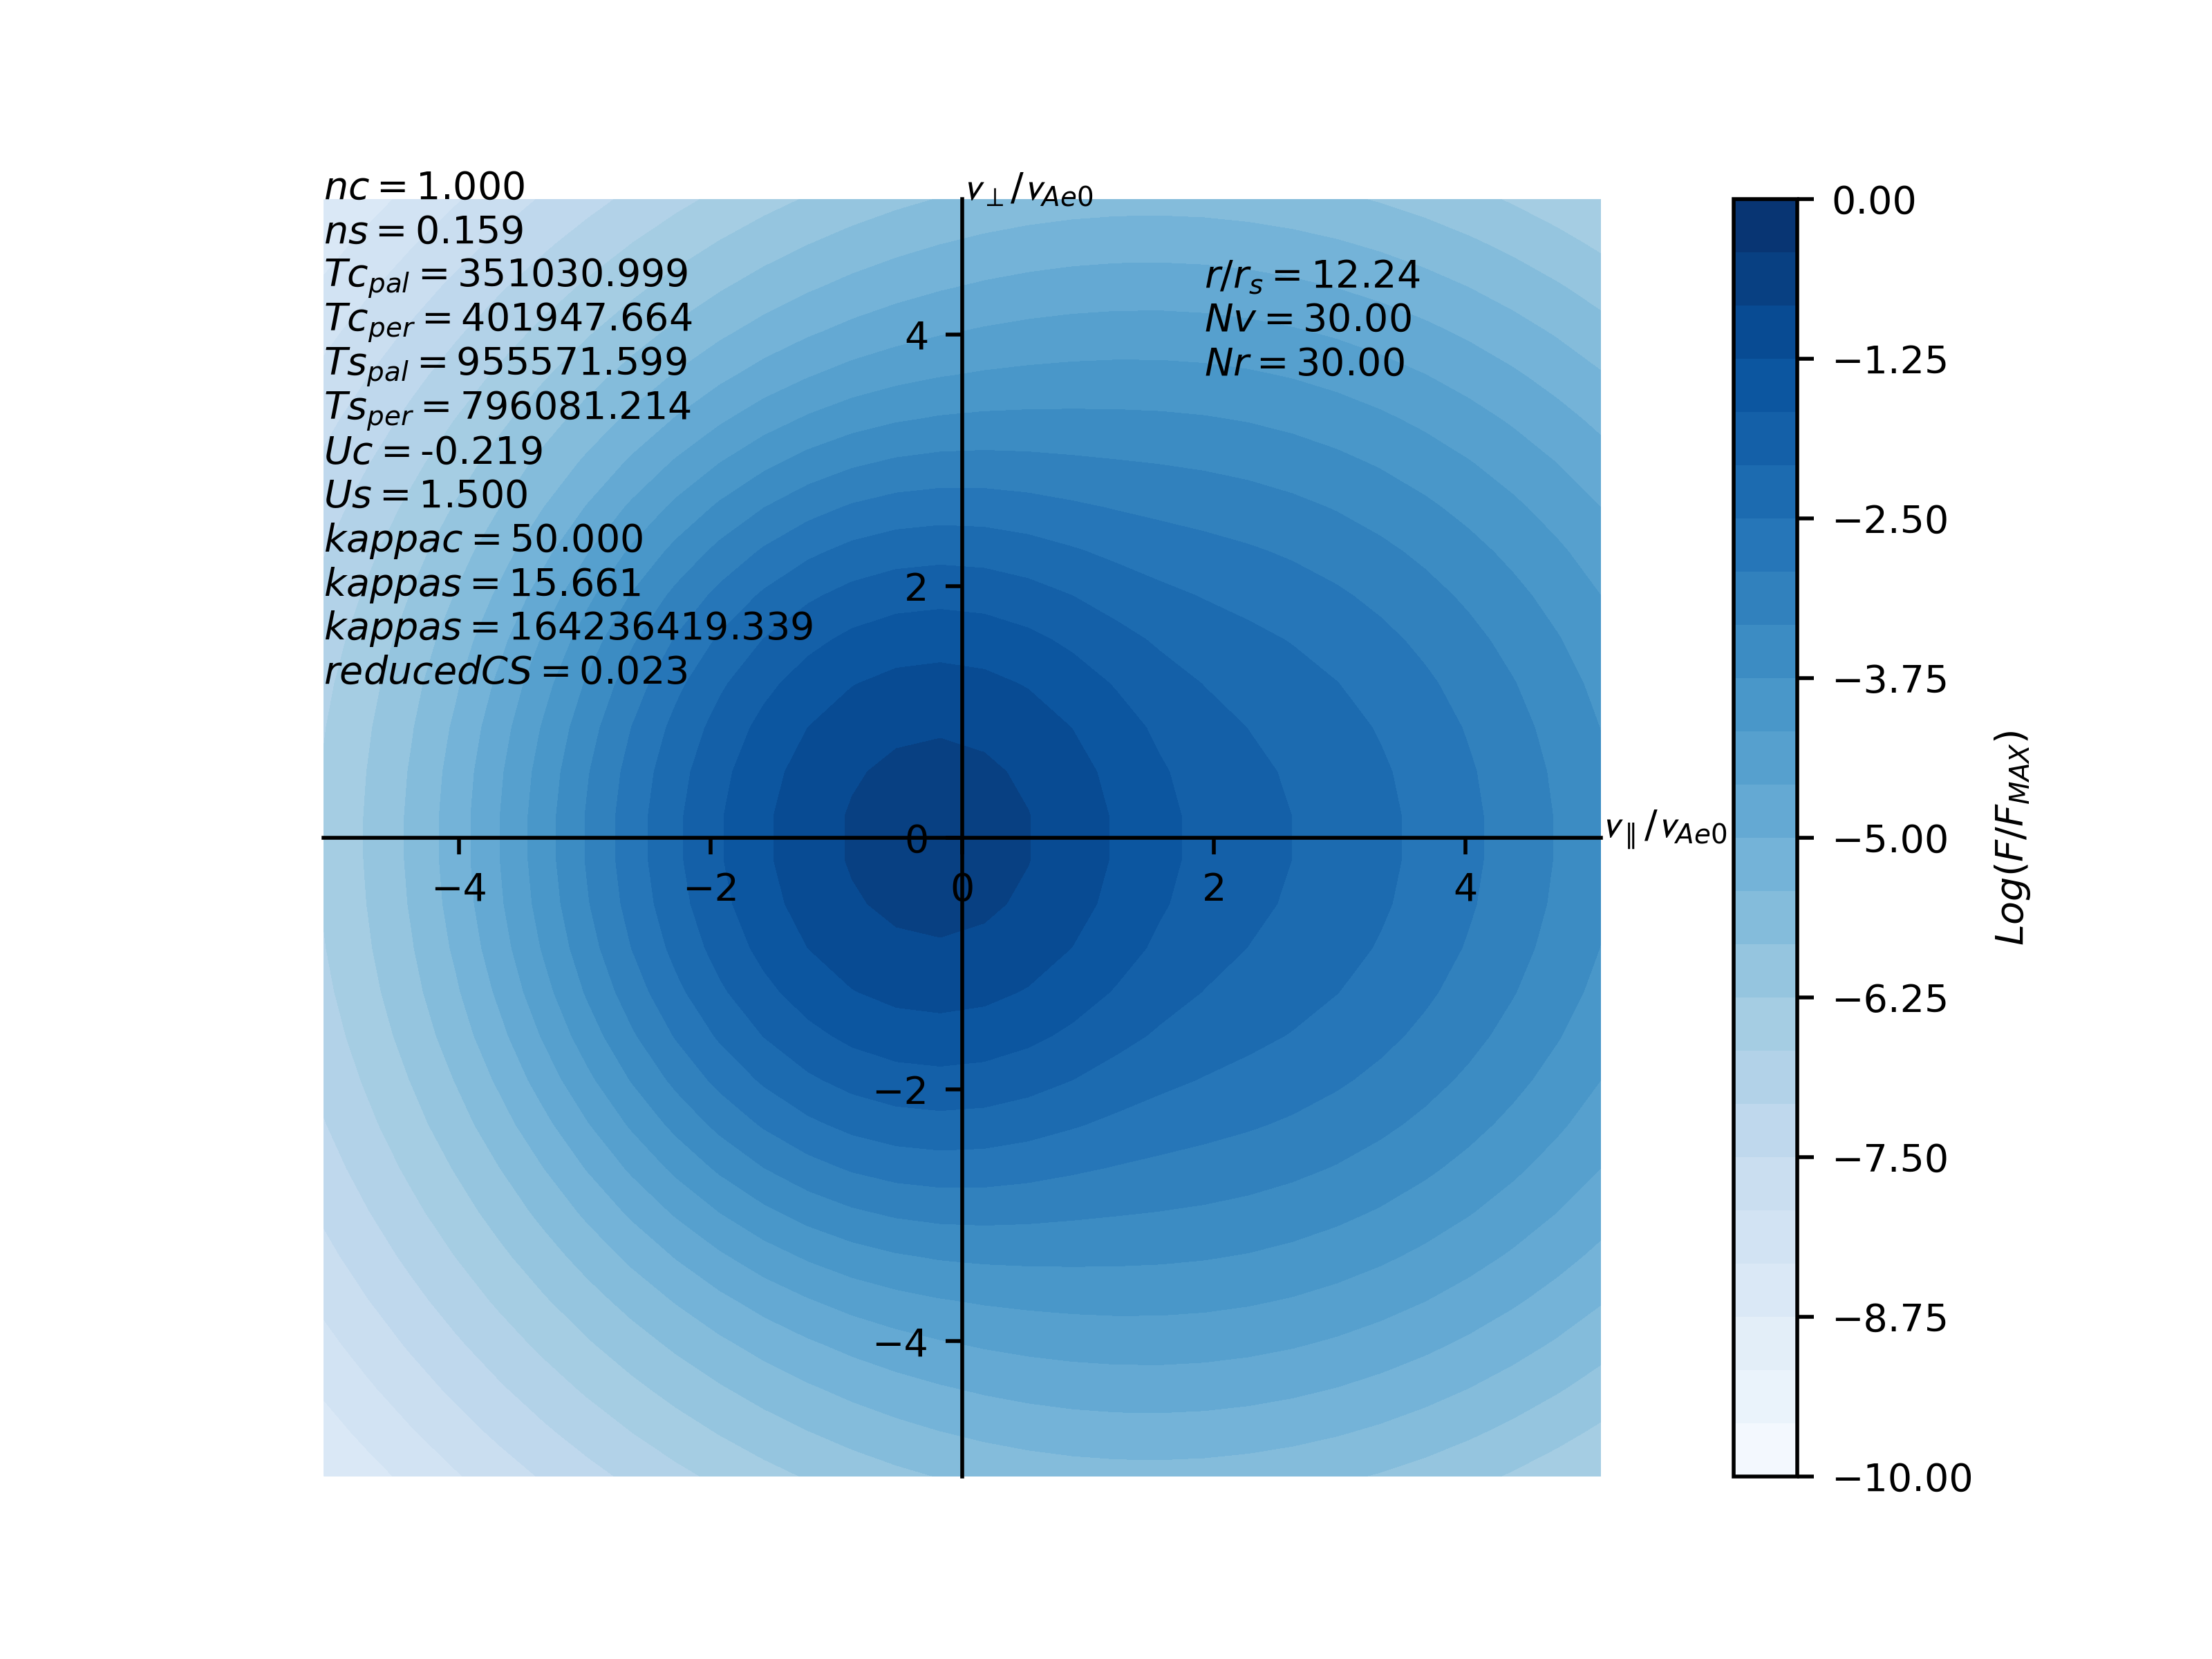 nc = 1.000
ns = 0.159
Tc_pal = 351030.999
Tc_per = 401947.664
Ts_pal = 955571.599
Ts_per = 796081.214
Uc = -0.219
Us = 1.500
kappac = 50.000
kappas = 15.661
kappas = 164236419.339
reducedCS = 0.023
v⊥/v_Ae0
r/r_s = 12.24
Nv = 30.00
Nr = 30.00
4
2
0
−2
−4
−4
−2
0
2
4
v∥/v_Ae0
0.00
−1.25
−2.50
−3.75
−5.00
−6.25
−7.50
−8.75
−10.00
Log(F/F_MAX)